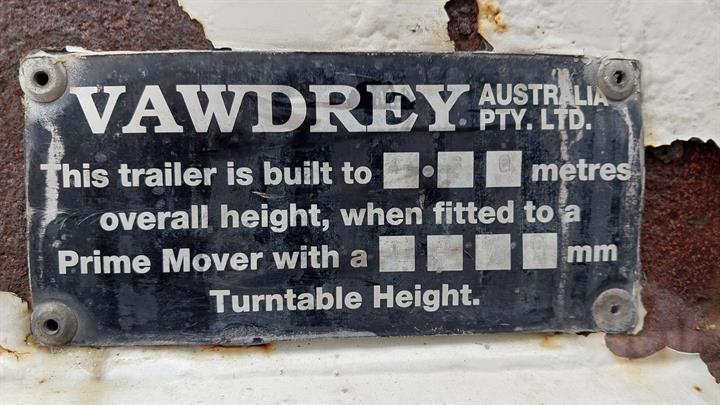 VAWDREY AUSTRALIA PTY. LTD.
This trailer is built to . metres
overall height, when fitted to a
Prime Mover with a mm
Turntable Height.